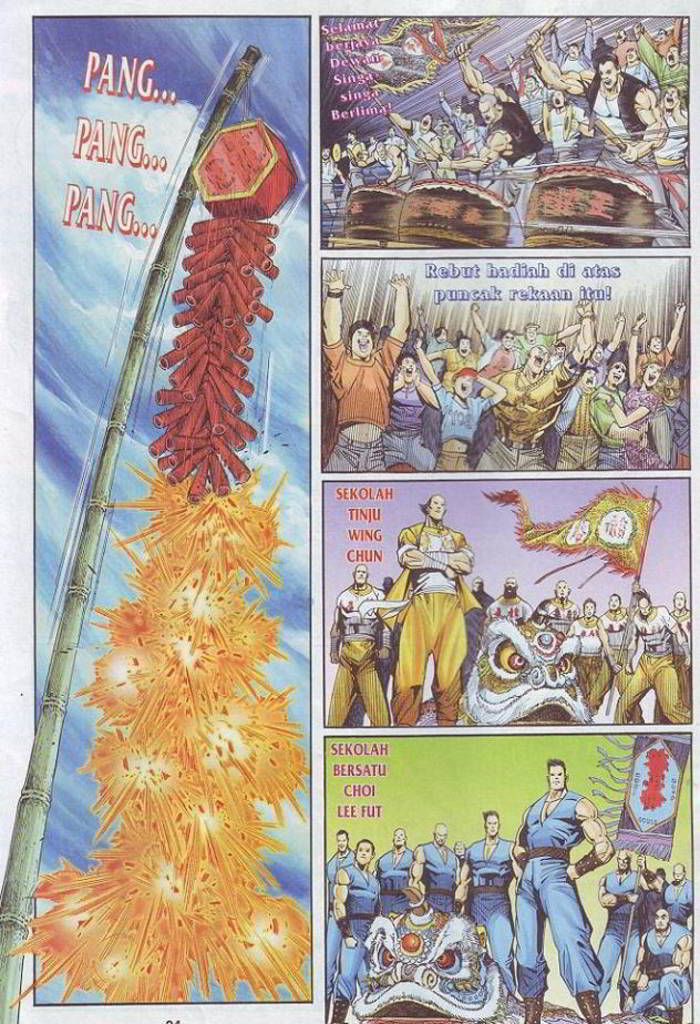 PANG...
PANG...
PANG...
Selamat
berjaya
Dewan
Singa-
singa
Berlima!
Rebut hadiah di atas
puncak rekaan itu!
SEKOLAH
TINJU
WING
CHUN
SEKOLAH
BERSATU
CHOI
LEE FUT